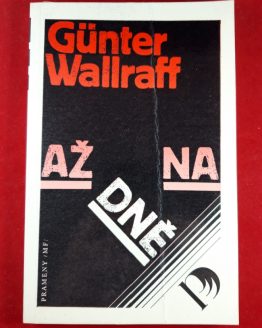 Günter
Wallraff
AŽ NA
DNĚ
PRAMENY /MF/